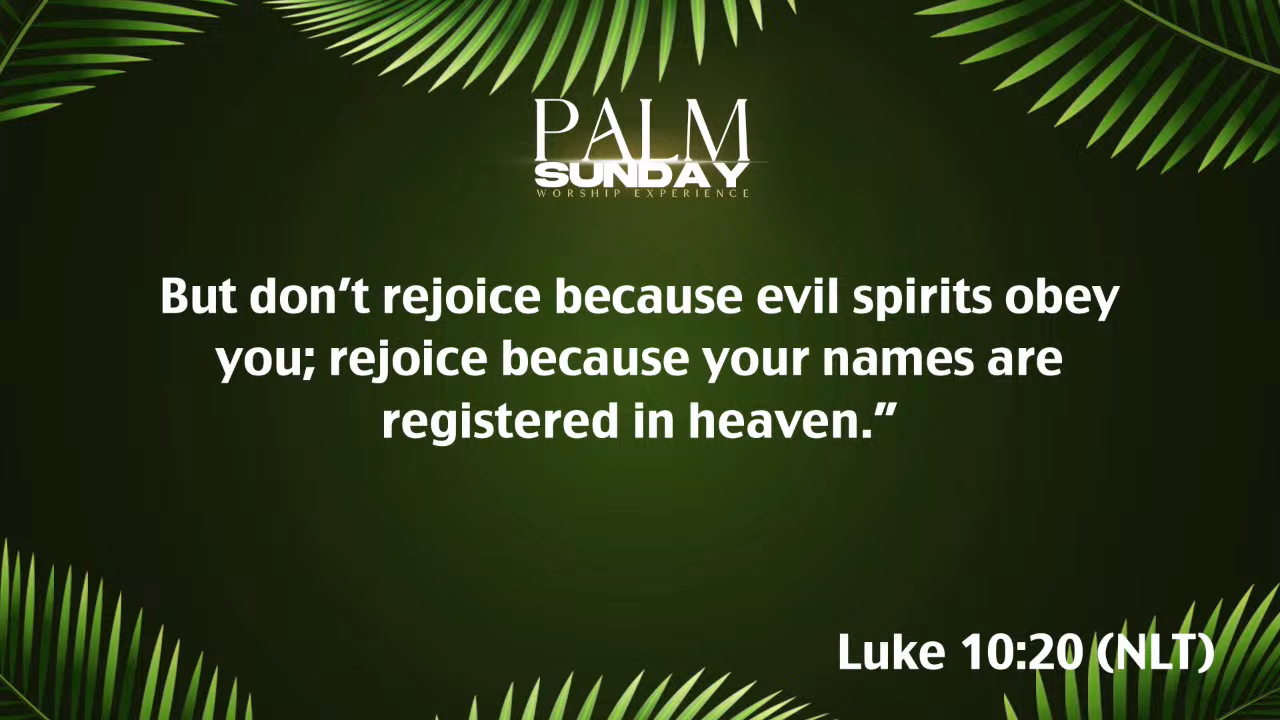 PALM
SUNDAY
WORSHIP EXPERIENCE
But don’t rejoice because evil spirits obey
you; rejoice because your names are
registered in heaven.”
Luke 10:20 (NLT)